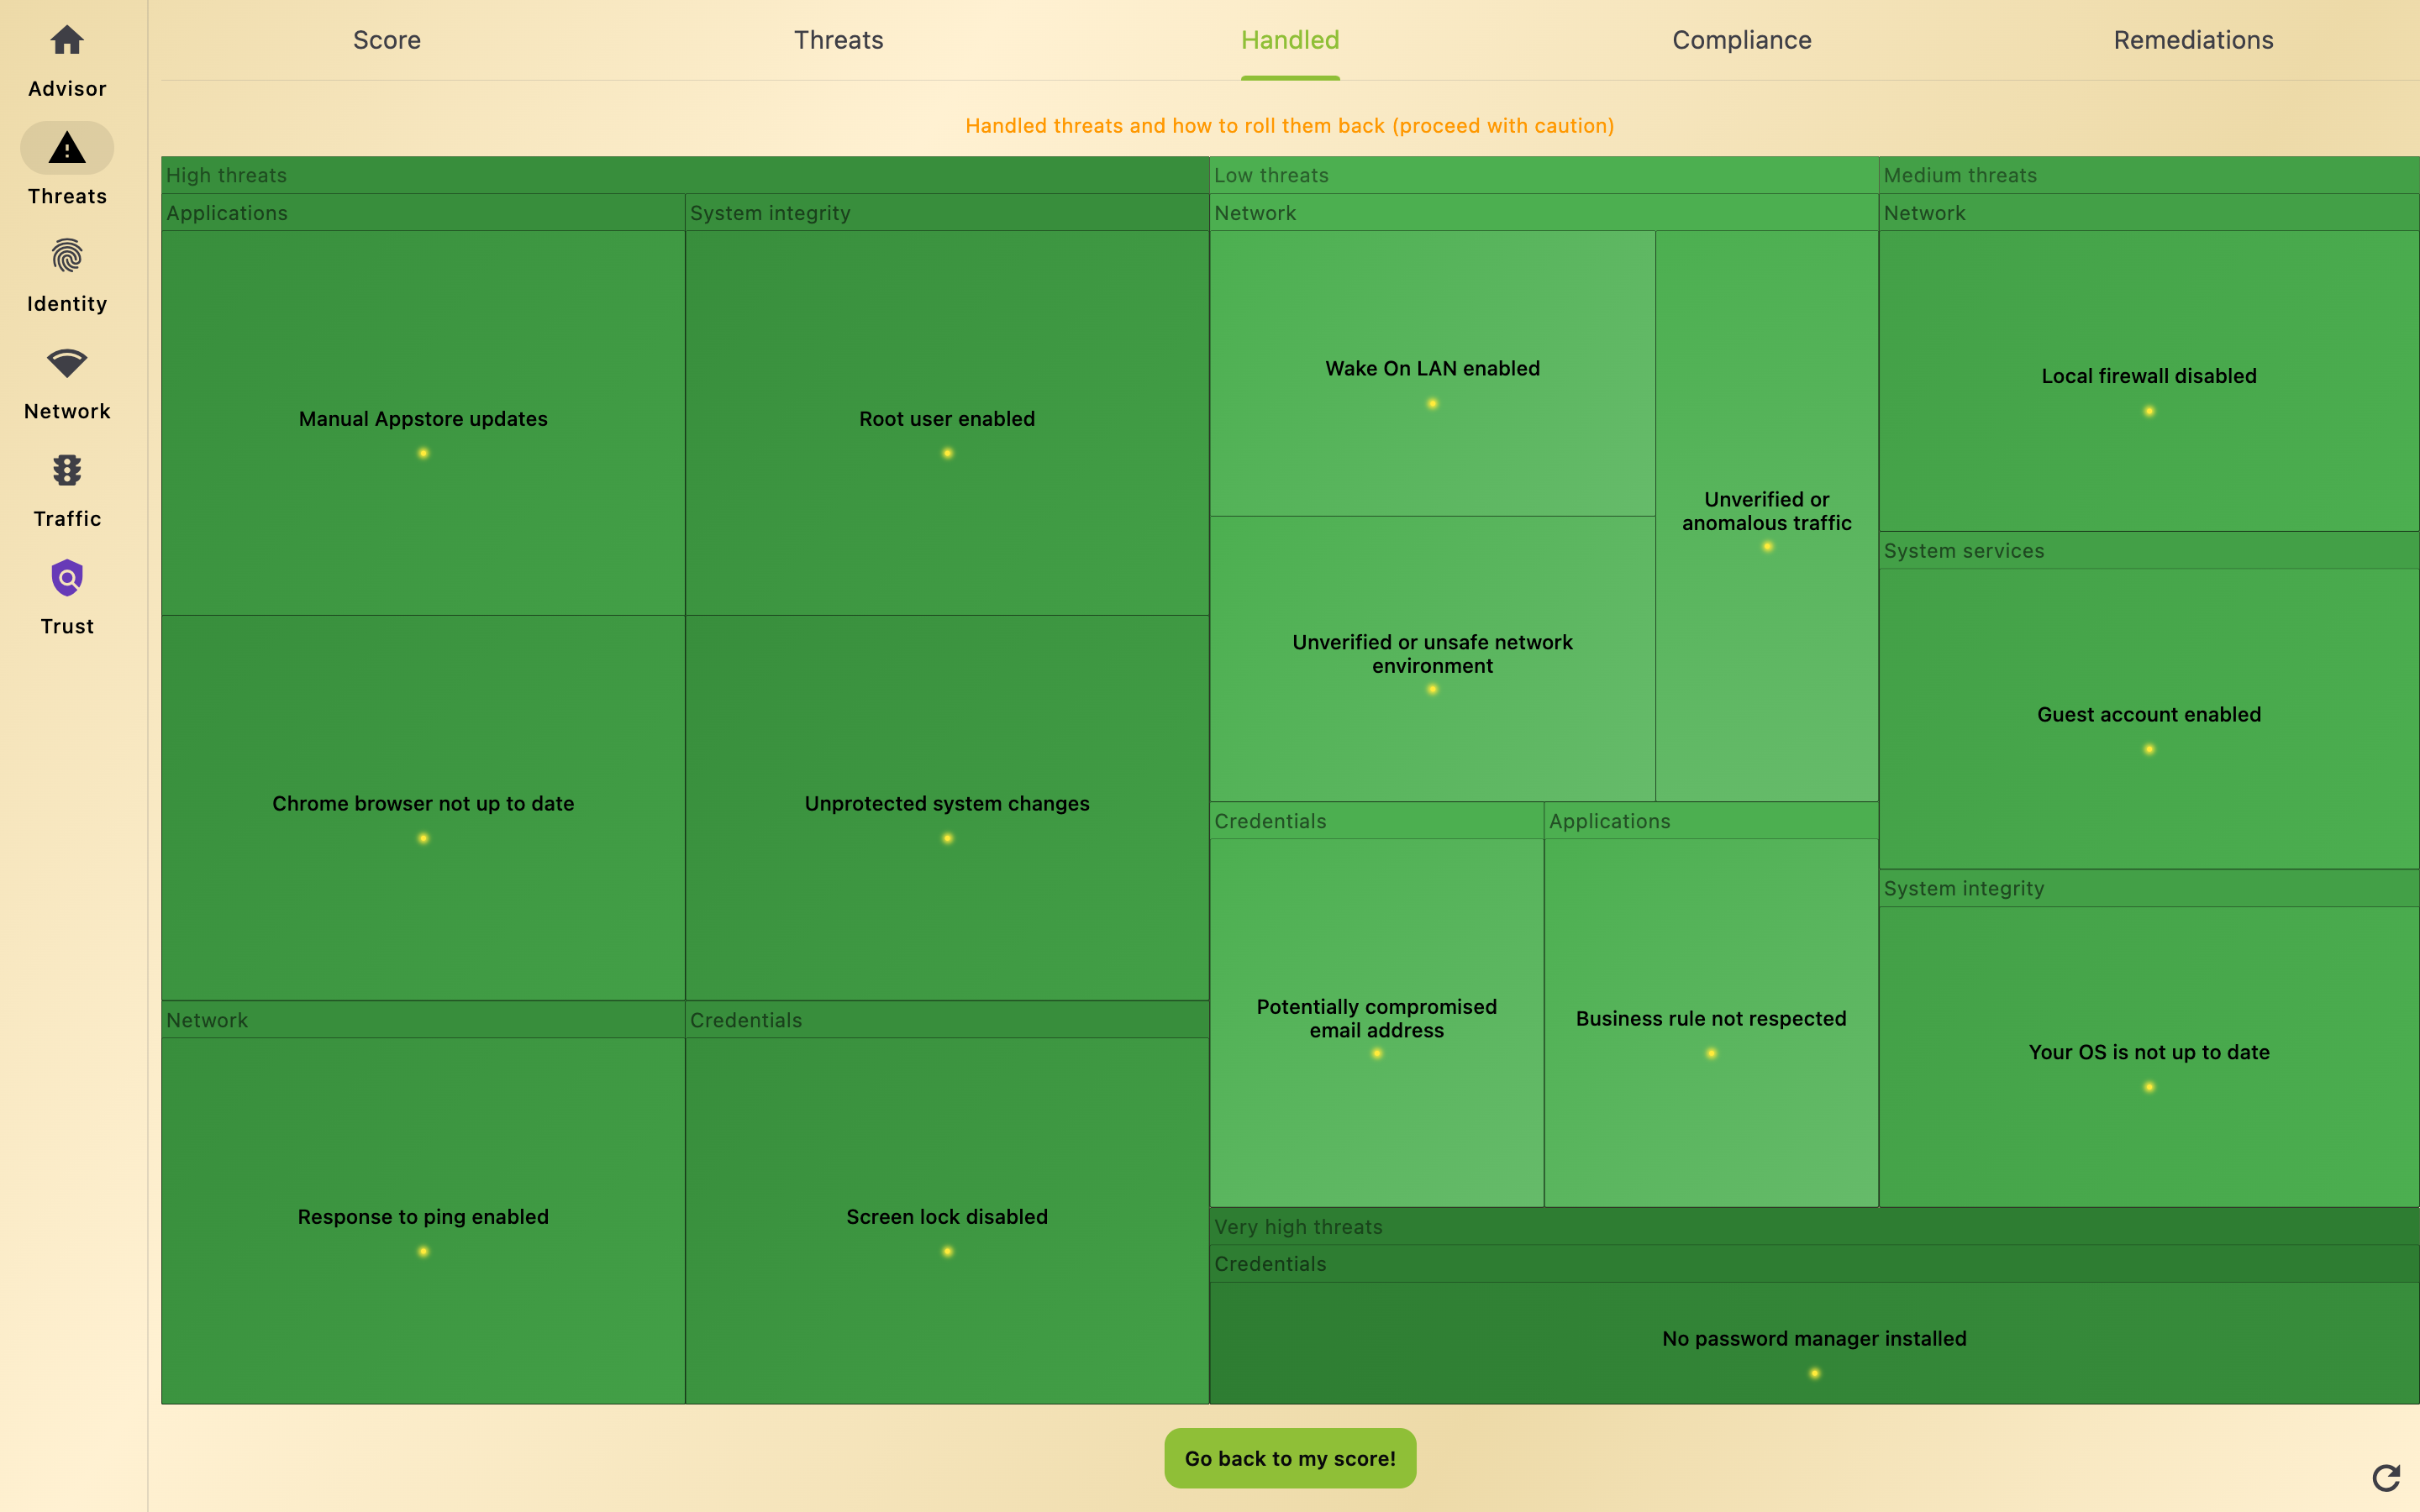 Advisor
Threats
Identity
Network
Traffic
Trust
Score
Threats
Handled
Compliance
Remediations
Handled threats and how to roll them back (proceed with caution)
High threats
Applications
Manual Appstore updates
Chrome browser not up to date
System integrity
Root user enabled
Unprotected system changes
Network
Response to ping enabled
Credentials
Screen lock disabled
Low threats
Network
Wake On LAN enabled
Unverified or unsafe network
environment
Unverified or
anomalous traffic
Credentials
Potentially compromised
email address
Applications
Business rule not respected
Medium threats
Network
Local firewall disabled
System services
Guest account enabled
System integrity
Your OS is not up to date
Very high threats
Credentials
No password manager installed
Go back to my score!